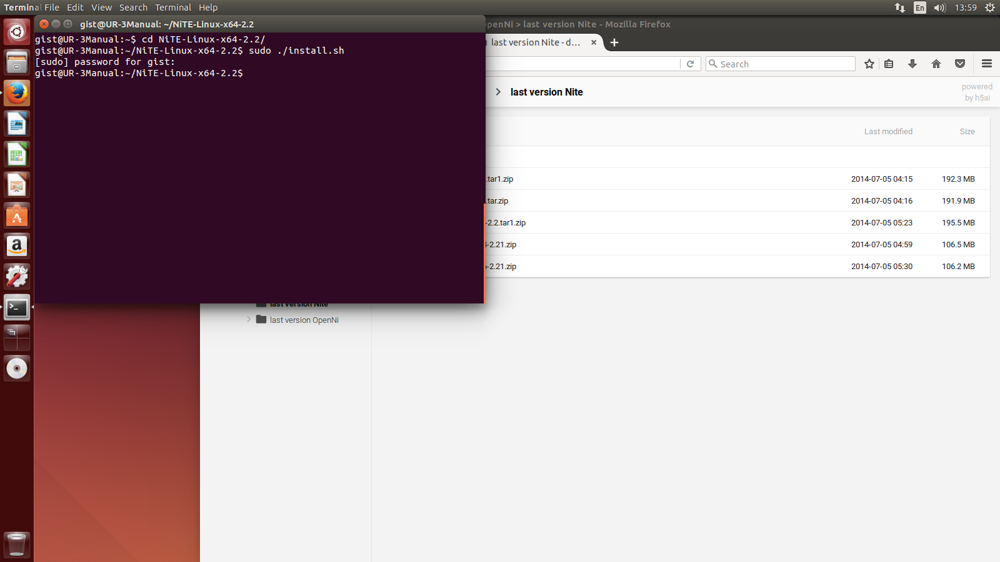 Terminal File Edit View Search Terminal Help
En 13:59
gist@UR-3Manual: ~/NiTE-Linux-x64-2.2
gist@UR-3Manual:~$ cd NiTE-Linux-x64-2.2/
gist@UR-3Manual:~/NiTE-Linux-x64-2.2$ sudo ./install.sh
[sudo] password for gist:
gist@UR-3Manual:~/NiTE-Linux-x64-2.2$
penNi > last version Nite - Mozilla Firefox
last version Nite - d...
Search
last version Nite
powered
by h5ai
Last modified Size
.tar1.zip 2014-07-05 04:15 192.3 MB
.tar.zip 2014-07-05 04:16 191.9 MB
-2.2.tar1.zip 2014-07-05 05:23 195.5 MB
-2.21.zip 2014-07-05 04:59 106.5 MB
-2.21.zip 2014-07-05 05:30 106.2 MB
last version Nite
last version OpenNi